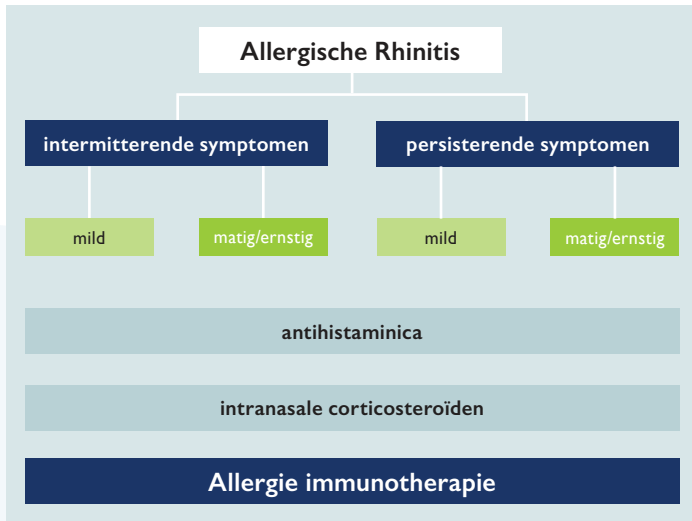 Allergische Rhinitis
intermitterende symptomen
persisterende symptomen
mild
matig/ernstig
mild
matig/ernstig
antihistaminica
intranasale corticosteroïden
Allergie immunotherapie